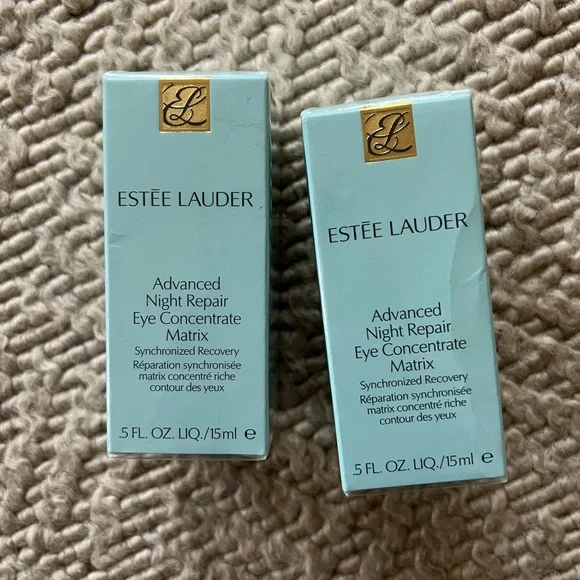 EL
ESTĒE LAUDER
Advanced
Night Repair
Eye Concentrate
Matrix
Synchronized Recovery
Réparation synchronisée
matrix concentré riche
contour des yeux
.5 FL. OZ. LIQ./15ml e
EL
ESTĒE LAUDER
Advanced
Night Repair
Eye Concentrate
Matrix
Synchronized Recovery
Réparation synchronisée
matrix concentré riche
contour des yeux
.5 FL. OZ. LIQ./15ml e